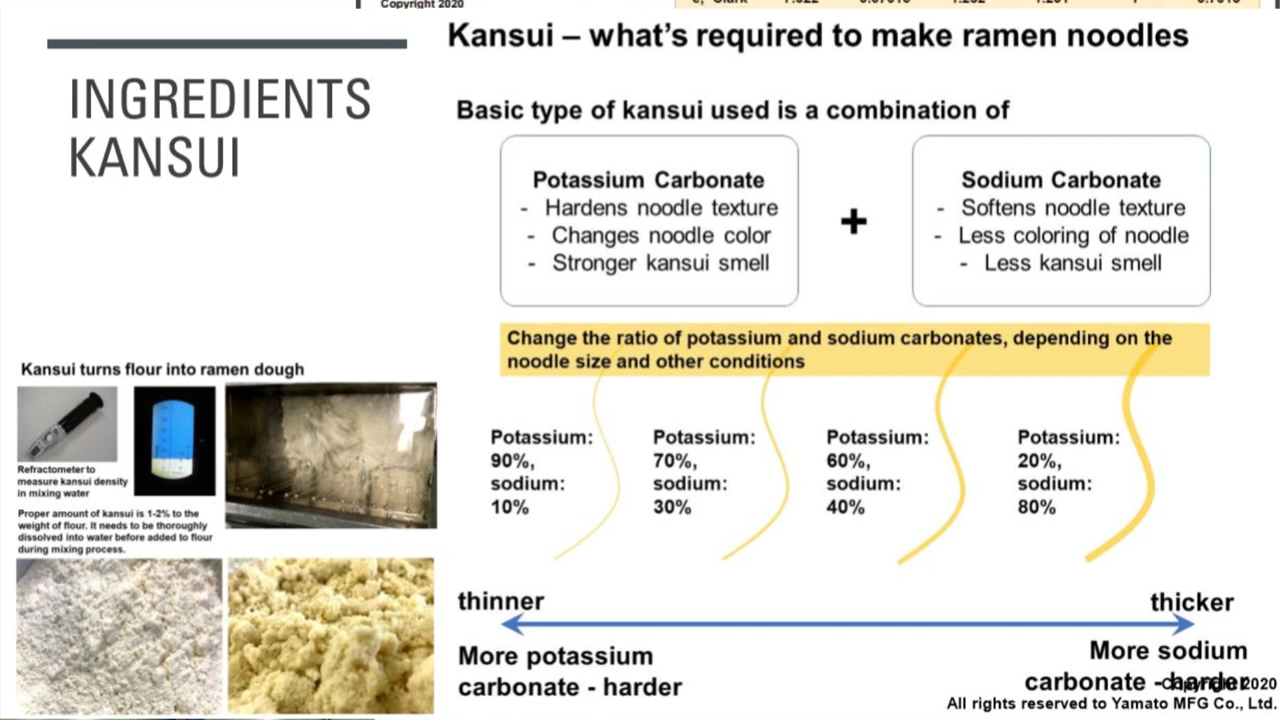 Copyright 2020
INGREDIENTS
KANSUI
Kansui turns flour into ramen dough
Refractometer to
measure kansui density
in mixing water
Proper amount of kansui is 1-2% to the
weight of flour. It needs to be thoroughly
dissolved into water before added to flour
during mixing process.
Kansui – what's required to make ramen noodles
Basic type of kansui used is a combination of
Potassium Carbonate
- Hardens noodle texture
- Changes noodle color
- Stronger kansui smell
+
Sodium Carbonate
- Softens noodle texture
- Less coloring of noodle
- Less kansui smell
Change the ratio of potassium and sodium carbonates, depending on the
noodle size and other conditions
Potassium:
90%,
sodium:
10%
Potassium:
70%,
sodium:
30%
Potassium:
60%,
sodium:
40%
Potassium:
20%,
sodium:
80%
thinner
thicker
More potassium
carbonate - harder
More sodium
carbonate - harder
Copyright 2020
All rights reserved to Yamato MFG Co., Ltd.